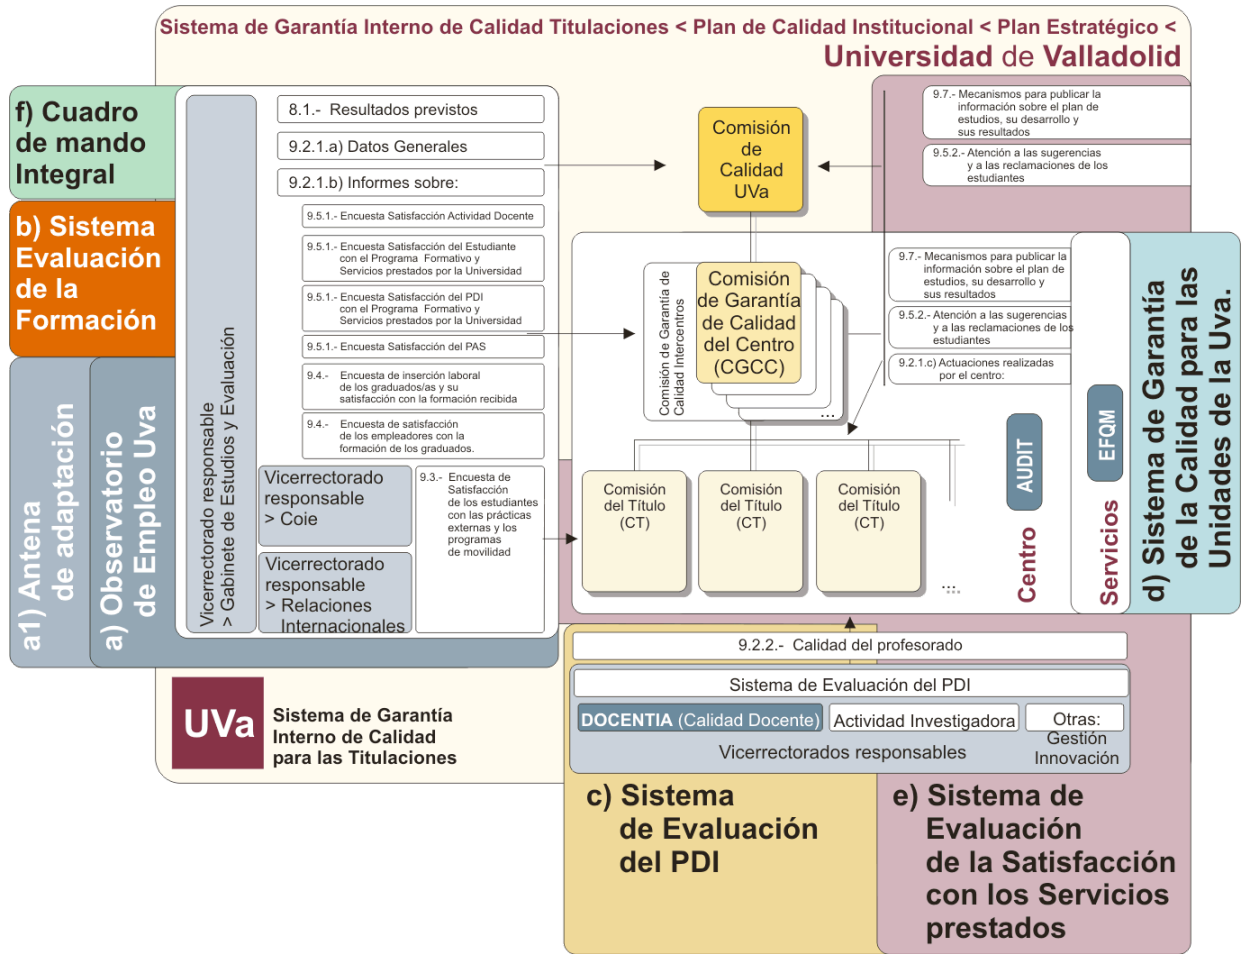 Sistema de Garantía Interno de Calidad Titulaciones < Plan de Calidad Institucional < Plan Estratégico <
Universidad de Valladolid
f) Cuadro
de mando
Integral
b) Sistema
Evaluación
de la
Formación
a1) Antena
de adaptación
a) Observatorio
de Empleo Uva
Vicerrectorado responsable
> Gabinete de Estudios y Evaluación
8.1.- Resultados previstos
9.2.1.a) Datos Generales
9.2.1.b) Informes sobre:
9.5.1.- Encuesta Satisfacción Actividad Docente
9.5.1.- Encuesta Satisfacción del Estudiante
con el Programa Formativo y
Servicios prestados por la Universidad
9.5.1.- Encuesta Satisfacción del PDI
con el Programa Formativo y
Servicios prestados por la Universidad
9.5.1.- Encuesta Satisfacción del PAS
9.4.- Encuesta de inserción laboral
de los graduados/as y su
satisfacción con la formación recibida
9.4.- Encuesta de satisfacción
de los empleadores con la
formación de los graduados.
Vicerrectorado
responsable
> Coie
Vicerrectorado
responsable
> Relaciones
Internacionales
9.3.- Encuesta de
Satisfacción
de los estudiantes
con las prácticas
externas y los
programas
de movilidad
Comisión
de
Calidad
UVa
Comisión de Garantía de
Calidad Intercentros
Comisión
de Garantía
de Calidad
del Centro
(CGCC)
...
Comisión
del Título
(CT)
Comisión
del Título
(CT)
Comisión
del Título
(CT)
...
9.7.- Mecanismos para publicar la
información sobre el plan de
estudios, su desarrollo y
sus resultados
9.5.2.- Atención a las sugerencias
y a las reclamaciones de los
estudiantes
9.7.- Mecanismos para publicar la
información sobre el plan de
estudios, su desarrollo y
sus resultados
9.5.2.- Atención a las sugerencias
y a las reclamaciones de los
estudiantes
9.2.1.c) Actuaciones realizadas
por el centro:
Centro
AUDIT
Servicios
EFQM
d) Sistema de Garantía
de la Calidad para las
Unidades de la Uva.
9.2.2.- Calidad del profesorado
Sistema de Evaluación del PDI
DOCENTIA (Calidad Docente)
Actividad Investigadora
Otras:
Gestión
Innovación
Vicerrectorados responsables
UVa
Sistema de Garantía
Interno de Calidad
para las Titulaciones
c) Sistema
de Evaluación
del PDI
e) Sistema de
Evaluación
de la Satisfacción
con los Servicios
prestados